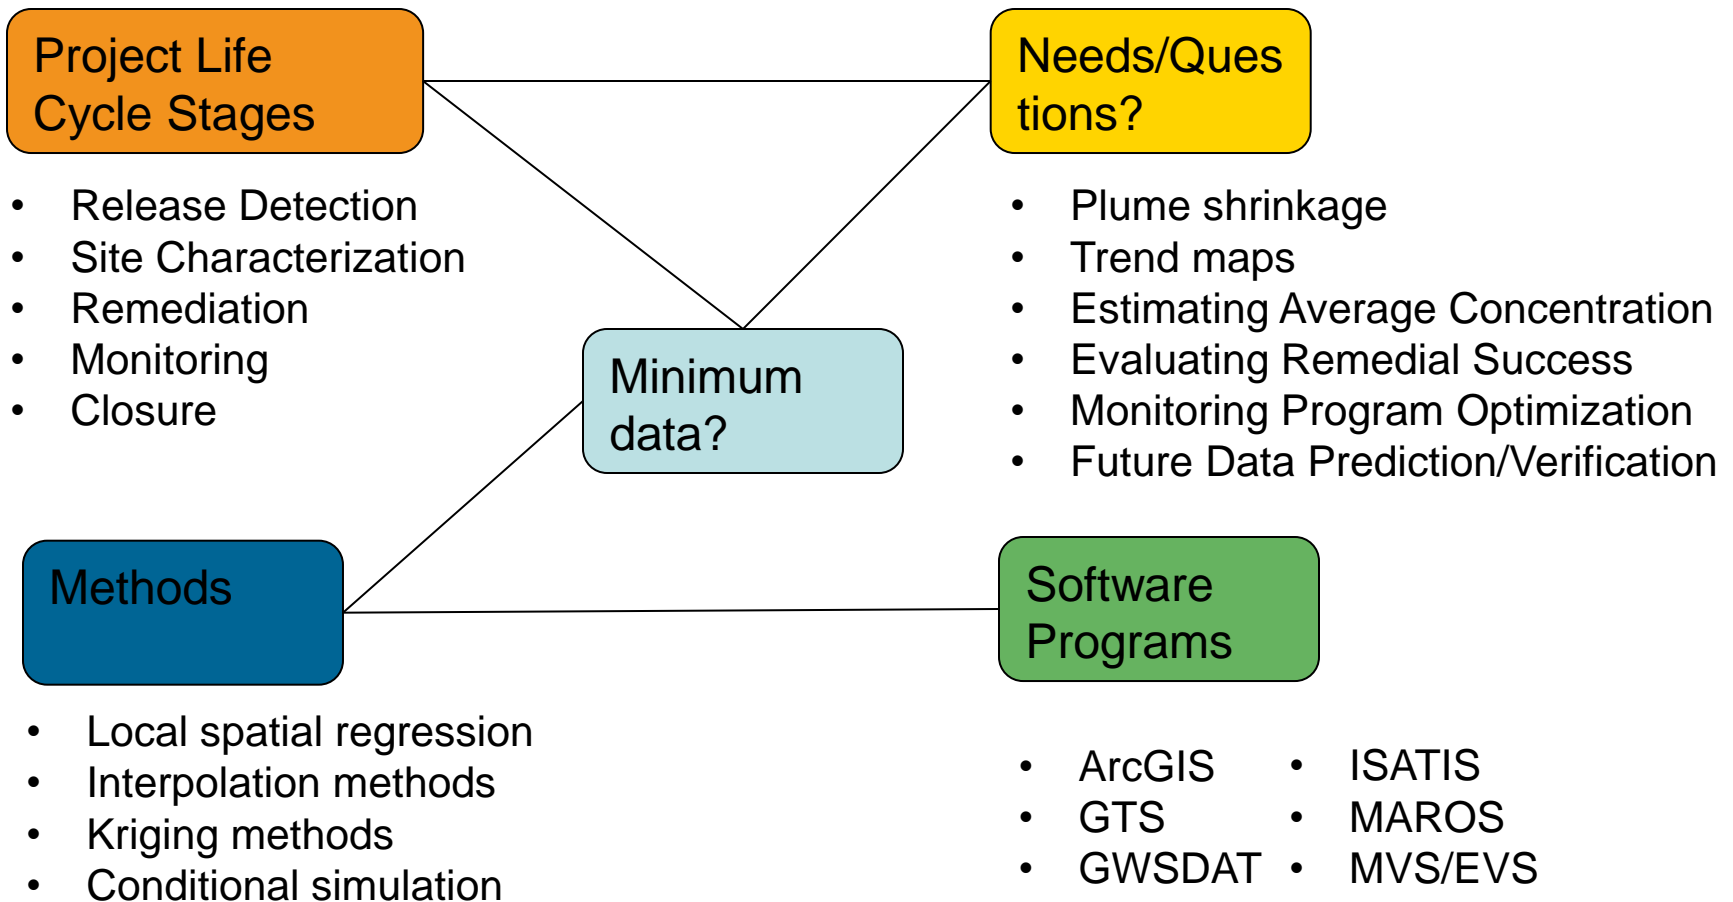 Project Life
Cycle Stages
• Release Detection
• Site Characterization
• Remediation
• Monitoring
• Closure
Needs/Ques
tions?
• Plume shrinkage
• Trend maps
• Estimating Average Concentration
• Evaluating Remedial Success
• Monitoring Program Optimization
• Future Data Prediction/Verification
Minimum
data?
Methods
• Local spatial regression
• Interpolation methods
• Kriging methods
• Conditional simulation
Software
Programs
• ArcGIS
• GTS
• GWSDAT
• ISATIS
• MAROS
• MVS/EVS